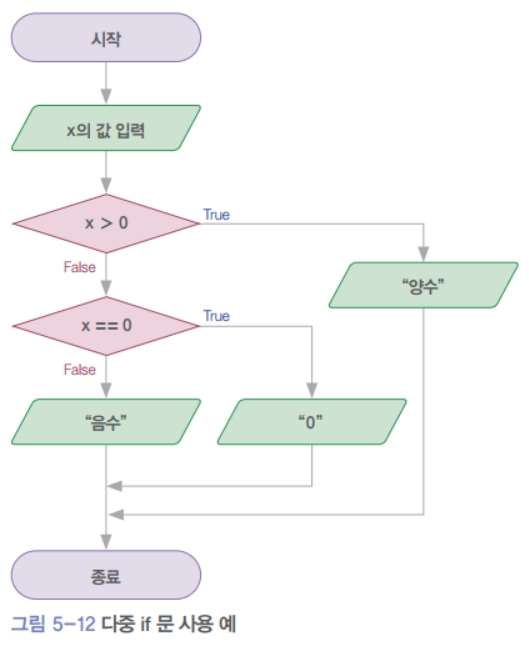 시작
x의 값 입력
x > 0
True
False
"양수"
x == 0
True
False
"음수"
"0"
종료
그림 5-12 다중 if 문 사용 예